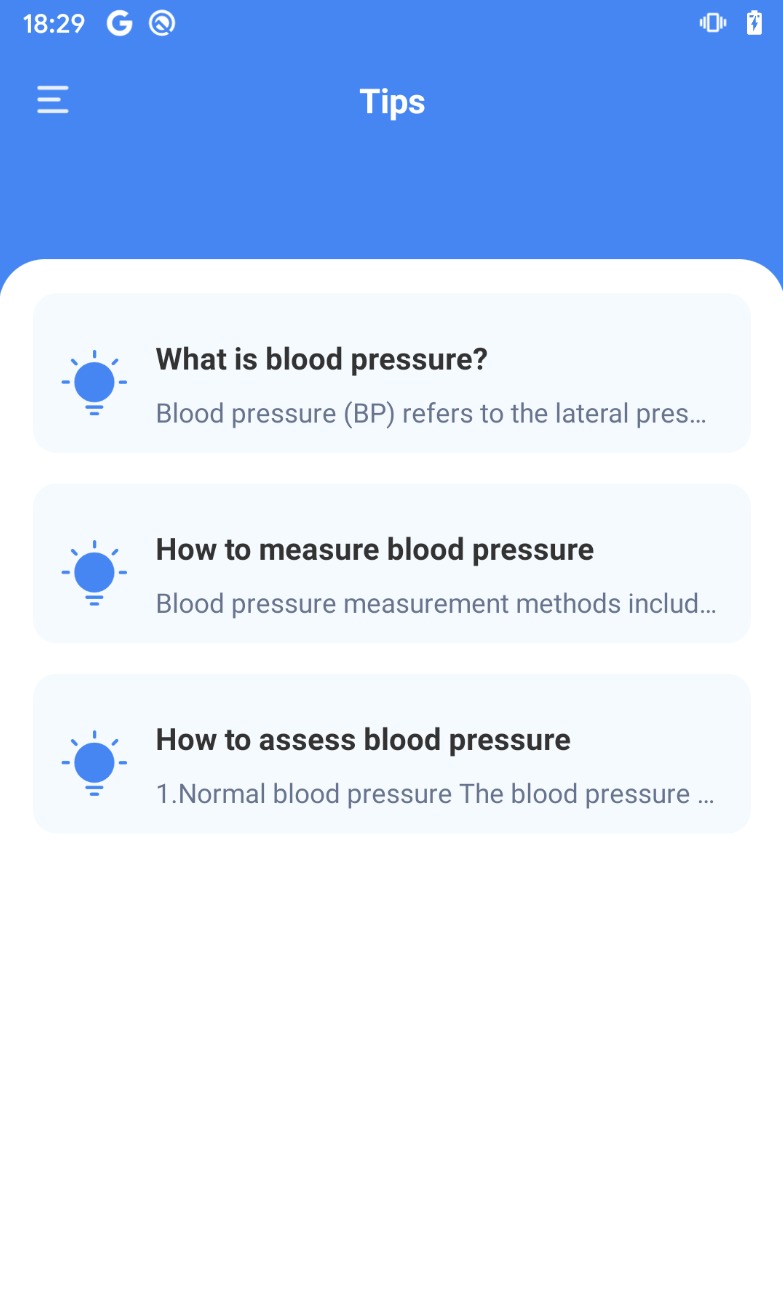 18:29
Tips
What is blood pressure?
Blood pressure (BP) refers to the lateral pres...
How to measure blood pressure
Blood pressure measurement methods includ...
How to assess blood pressure
1.Normal blood pressure The blood pressure ...